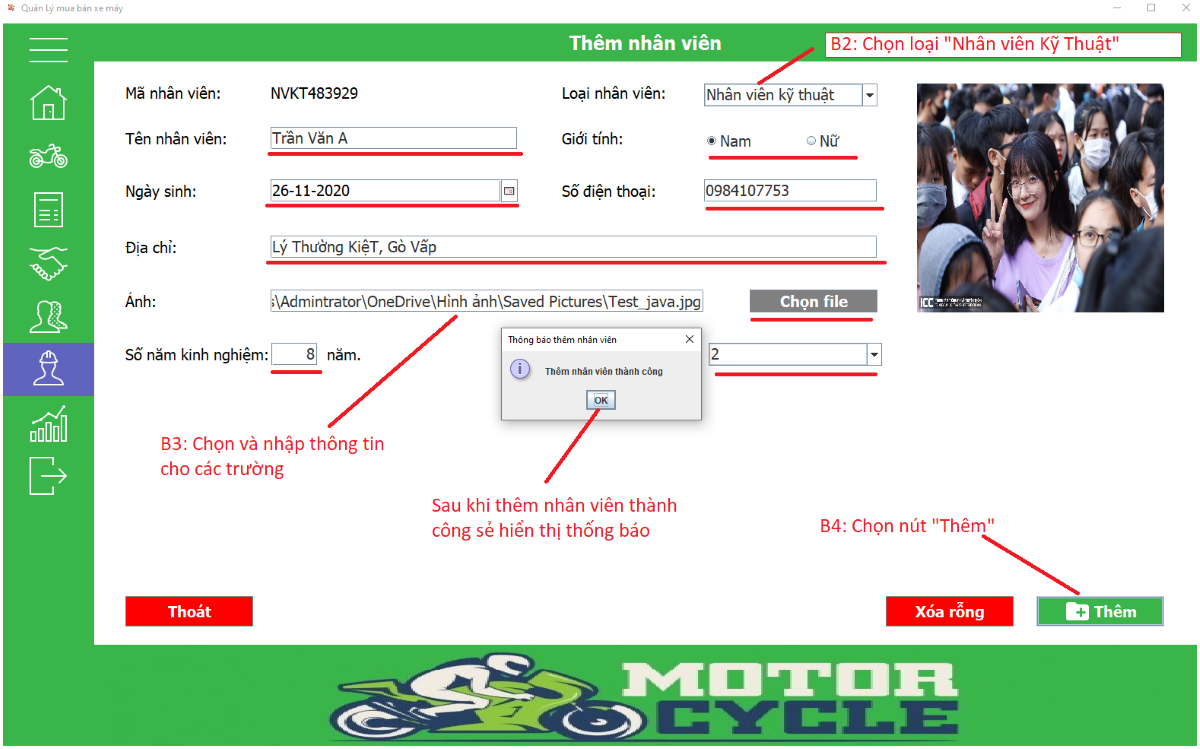 Quản Lý mua bán xe máy
Thêm nhân viên
B2: Chọn loại "Nhân viên Kỹ Thuật"
Mã nhân viên: NVKT483929 Loại nhân viên: Nhân viên kỹ thuật
Tên nhân viên: Trần Văn A Giới tính: Nam Nữ
Ngày sinh: 26-11-2020 Số điện thoại: 0984107753
Địa chỉ: Lý Thường KiệT, Gò Vấp
Ảnh: s\Admintrator\OneDrive\Hình ảnh\Saved Pictures\Test_java.jpg Chọn file
ICC
Số năm kinh nghiệm: 8 năm. 2
Thông báo thêm nhân viên
Thêm nhân viên thành công
OK
B3: Chọn và nhập thông tin
cho các trường
Sau khi thêm nhân viên thành
công sẻ hiển thị thống báo
B4: Chọn nút "Thêm"
Thoát Xóa rỗng Thêm
MOTOR
CYCLE